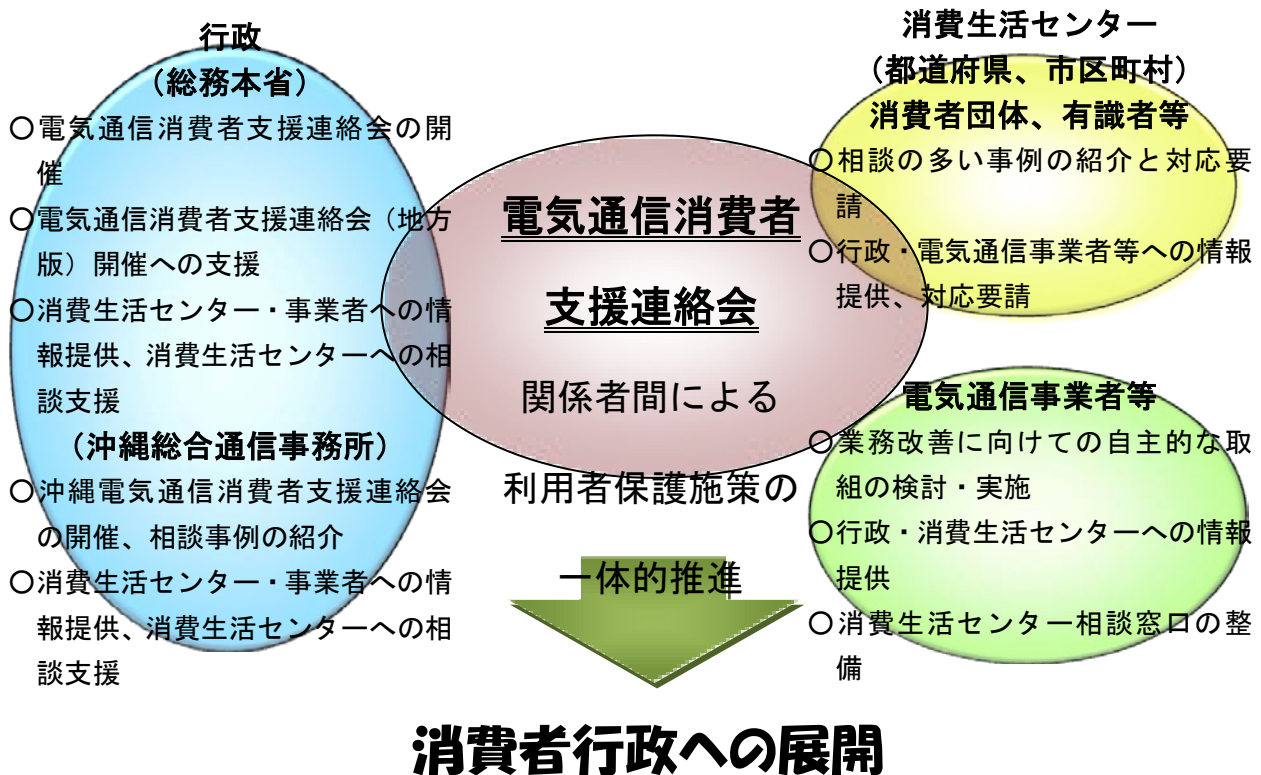 行政
（総務本省）
〇電気通信消費者支援連絡会の開
催
〇電気通信消費者支援連絡会（地方
版）開催への支援
〇消費生活センター・事業者への情
報提供、消費生活センターへの相
談支援
（沖縄総合通信事務所）
〇沖縄電気通信消費者支援連絡会
の開催、相談事例の紹介
〇消費生活センター・事業者への情
報提供、消費生活センターへの相
談支援
電気通信消費者
支援連絡会
関係者間による
利用者保護施策の
一体的推進
消費生活センター
（都道府県、市区町村）
消費者団体、有識者等
〇相談の多い事例の紹介と対応要
請
〇行政・電気通信事業者等への情報
提供、対応要請
電気通信事業者等
〇業務改善に向けての自主的な取
組の検討・実施
〇行政・消費生活センターへの情報
提供
〇消費生活センター相談窓口の整
備
消費者行政への展開